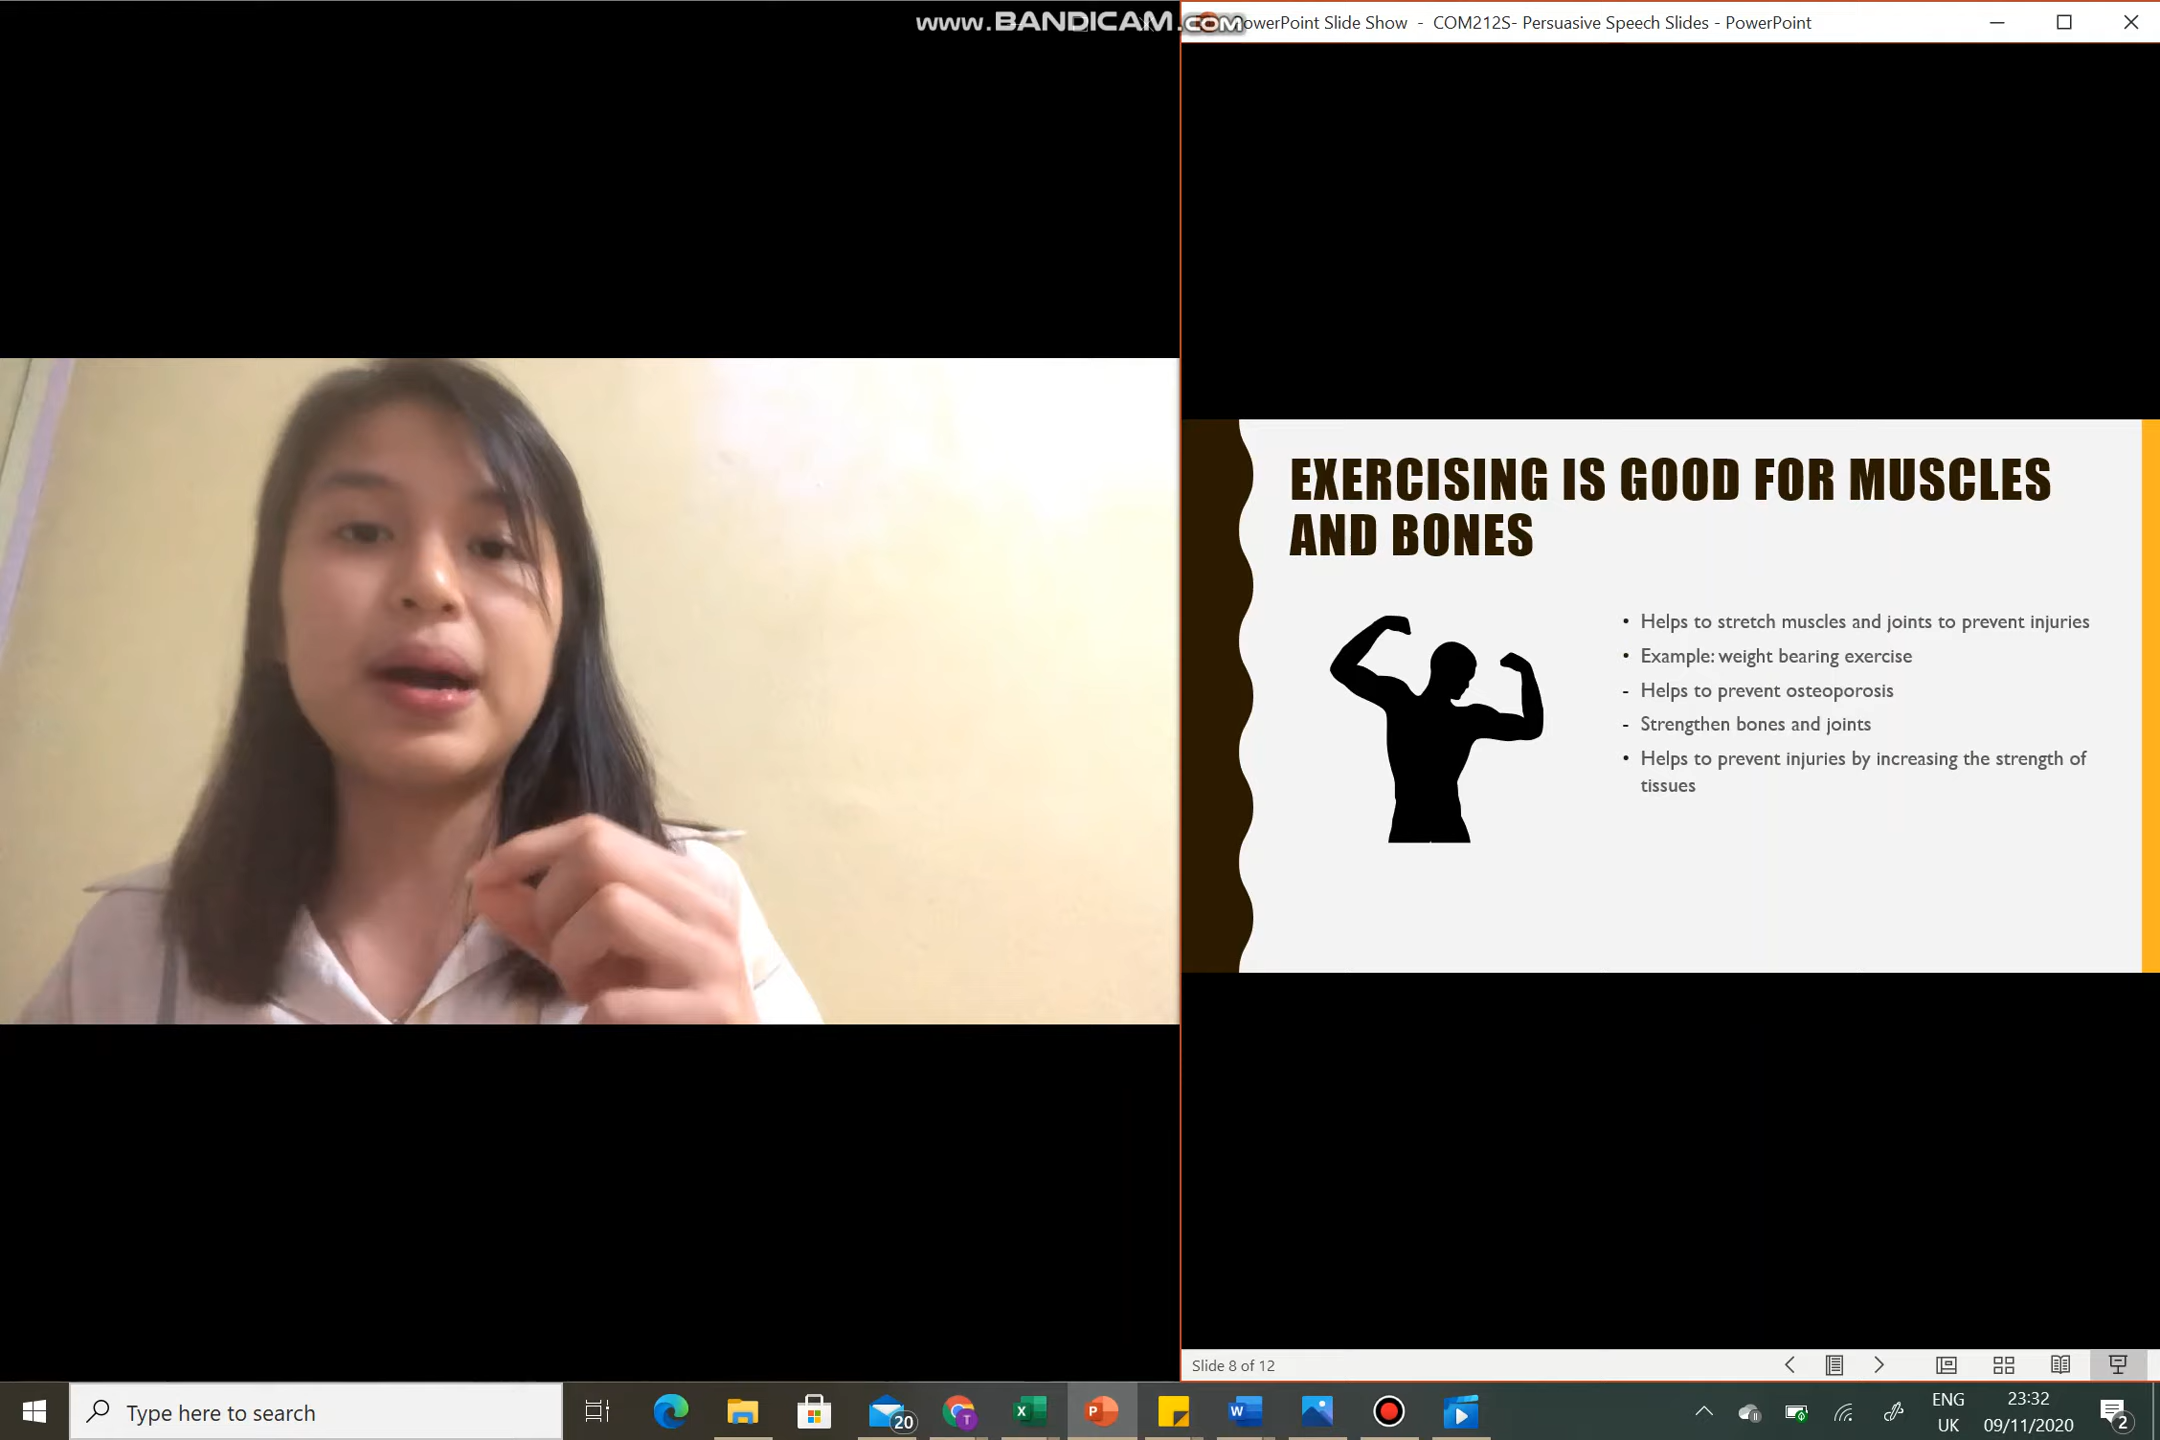 www.BANDICAM.com
owerPoint Slide Show - COM212S- Persuasive Speech Slides - PowerPoint
EXERCISING IS GOOD FOR MUSCLES
AND BONES
• Helps to stretch muscles and joints to prevent injuries
• Example: weight bearing exercise
- Helps to prevent osteoporosis
- Strengthen bones and joints
• Helps to prevent injuries by increasing the strength of
tissues
Slide 8 of 12
Type here to search
20
T
X
P
W
ENG
UK
23:32
09/11/2020
2